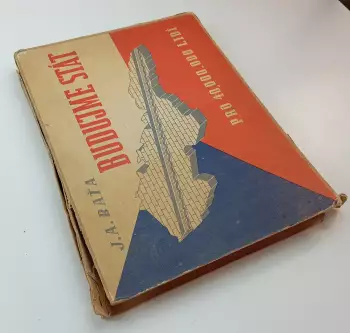 J. A. BAŤA
BUDUJME STÁT
PRO 40,000.000 LIDÍ